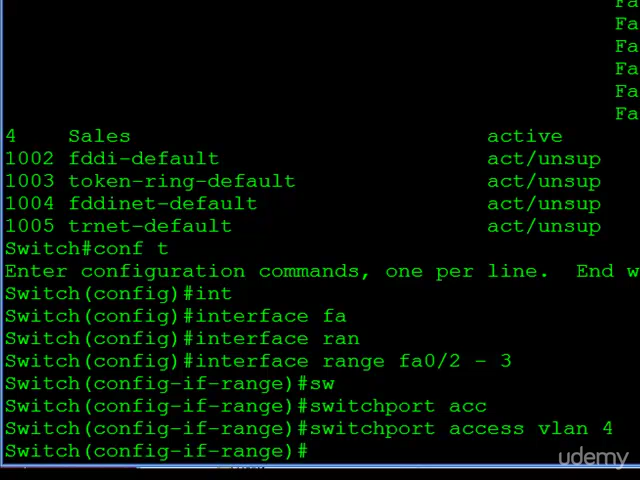 Fa
Fa
Fa
Fa
Fa
Fa
4 Sales active
1002 fddi-default act/unsup
1003 token-ring-default act/unsup
1004 fddinet-default act/unsup
1005 trnet-default act/unsup
Switch#conf t
Enter configuration commands, one per line. End w
Switch(config)#int
Switch(config)#interface fa
Switch(config)#interface ran
Switch(config)#interface range fa0/2 - 3
Switch(config-if-range)#sw
Switch(config-if-range)#switchport acc
Switch(config-if-range)#switchport access vlan 4
Switch(config-if-range)#
udemy